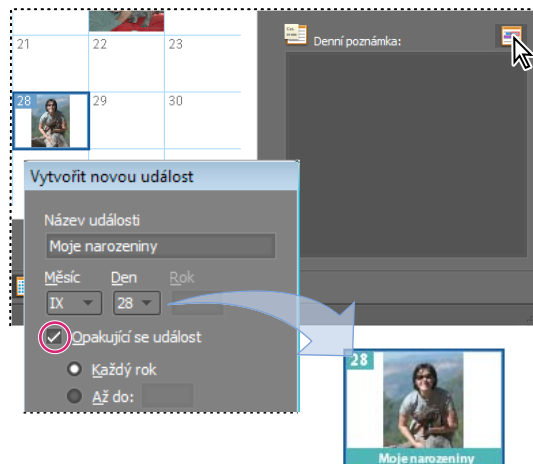 21 22 23
Denní poznámka:
28 29 30
Vytvořit novou událost
Název události
Moje narozeniny
Měsíc Den Rok
IX 28
Opakující se událost
Každý rok
Až do:
28
Moje narozeniny